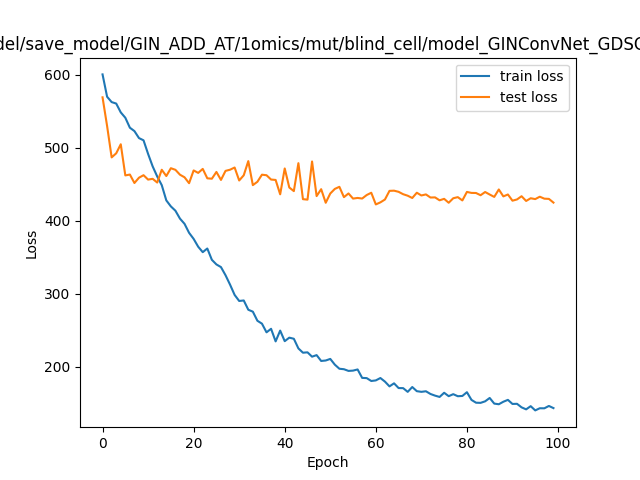 del/save_model/GIN_ADD_AT/1omics/mut/blind_cell/model_GINConvNet_GDSC
train loss
test loss
600
500
400
300
200
Loss
0 20 40 60 80 100
Epoch